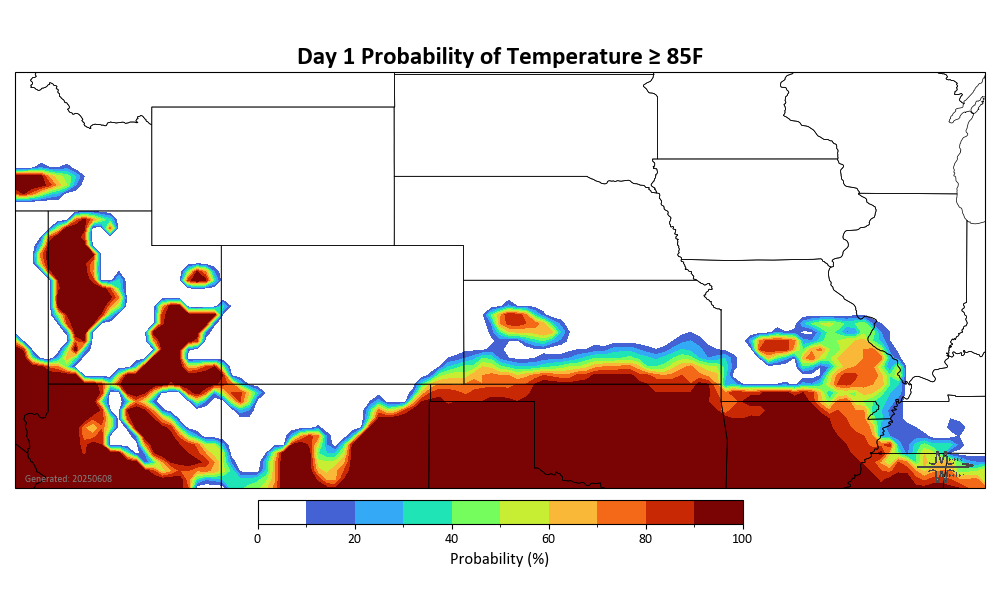 Day 1 Probability of Temperature ≥ 85F
Generated: 20250608
0 20 40 60 80 100
Probability (%)